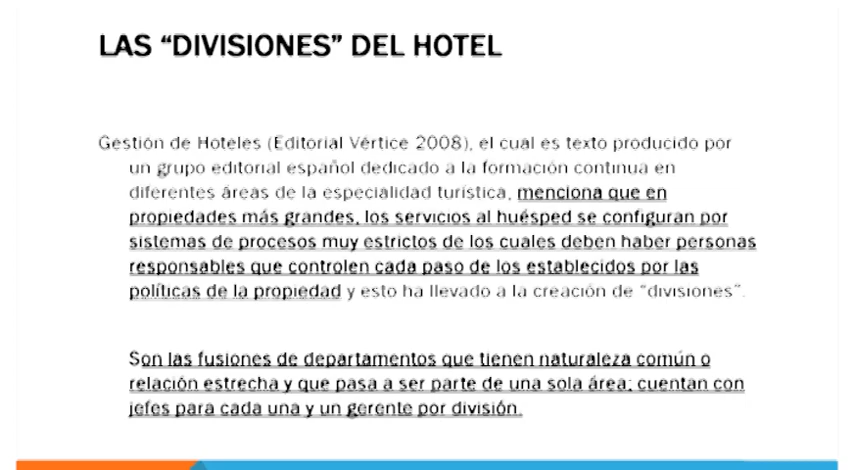 LAS “DIVISIONES” DEL HOTEL
Gestión de Hoteles (Editorial Vértice 2008), el cual es texto producido por
un grupo editorial español dedicado a la formación continua en
diferentes áreas de la especialidad turística, menciona que en
propiedades más grandes, los servicios al huésped se configuran por
sistemas de procesos muy estrictos de los cuales deben haber personas
responsables que controlen cada paso de los establecidos por las
políticas de la propiedad y esto ha llevado a la creación de “divisiones”.
Son las fusiones de departamentos que tienen naturaleza común o
relación estrecha y que pasa a ser parte de una sola área; cuentan con
jefes para cada una y un gerente por división.